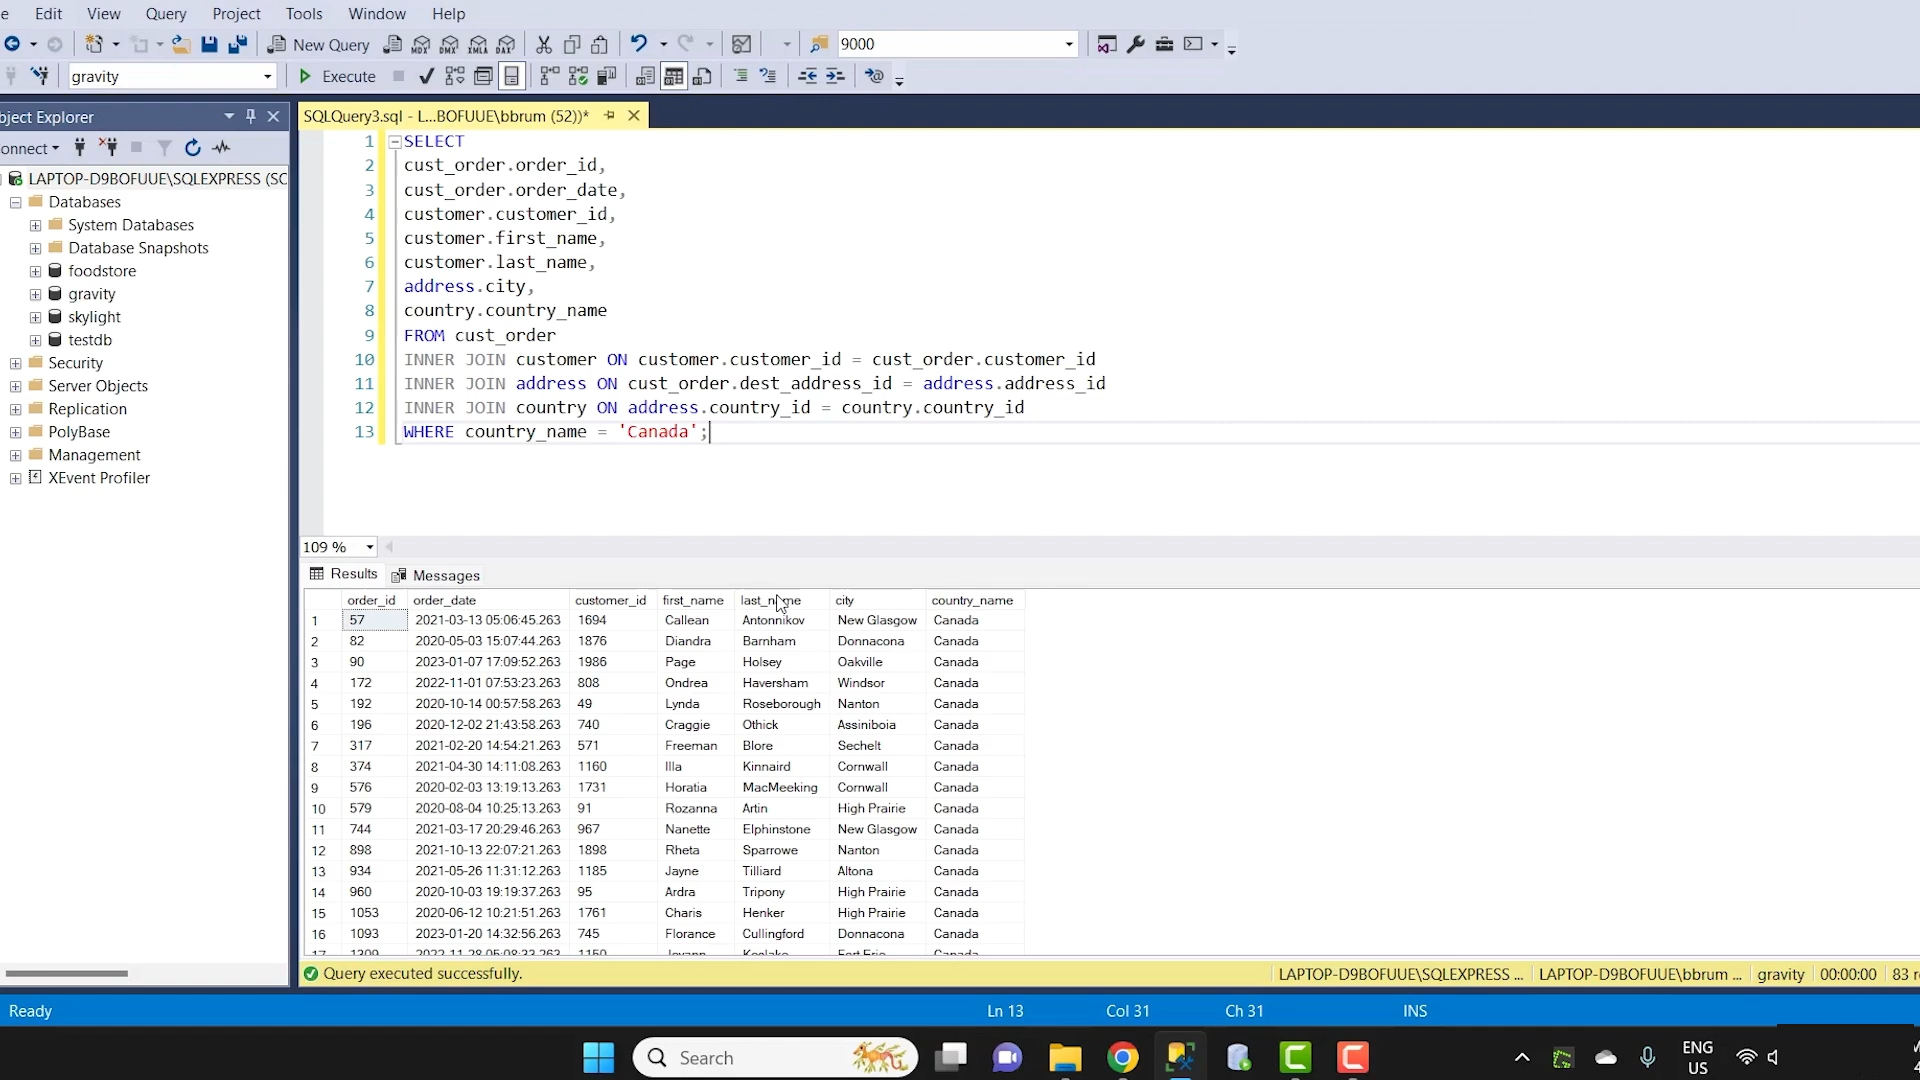 e Edit View Query Project Tools Window Help
New Query MDX DMX XMLA DAX 9000
gravity Execute
bject Explorer
onnect
LAPTOP-D9BOFUUE\SQLEXPRESS (SC
Databases
System Databases
Database Snapshots
foodstore
gravity
skylight
testdb
Security
Server Objects
Replication
PolyBase
Management
XEvent Profiler
SQLQuery3.sql - L...BOFUUE\bbrum (52))*
1 SELECT
2 cust_order.order_id,
3 cust_order.order_date,
4 customer.customer_id,
5 customer.first_name,
6 customer.last_name,
7 address.city,
8 country.country_name
9 FROM cust_order
10 INNER JOIN customer ON customer.customer_id = cust_order.customer_id
11 INNER JOIN address ON cust_order.dest_address_id = address.address_id
12 INNER JOIN country ON address.country_id = country.country_id
13 WHERE country_name = 'Canada';
109 %
Results Messages
order_id order_date customer_id first_name last_name city country_name
1 57 2021-03-13 05:06:45.263 1694 Callean Antonnikov New Glasgow Canada
2 82 2020-05-03 15:07:44.263 1876 Diandra Barnham Donnacona Canada
3 90 2023-01-07 17:09:52.263 1986 Page Holsey Oakville Canada
4 172 2022-11-01 07:53:23.263 808 Ondrea Haversham Windsor Canada
5 192 2020-10-14 00:57:58.263 49 Lynda Roseborough Nanton Canada
6 196 2020-12-02 21:43:58.263 740 Craggie Othick Assiniboia Canada
7 317 2021-02-20 14:54:21.263 571 Freeman Blore Sechelt Canada
8 374 2021-04-30 14:11:08.263 1160 Illa Kinnaird Cornwall Canada
9 576 2020-02-03 13:19:13.263 1731 Horatia MacMeeking Cornwall Canada
10 579 2020-08-04 10:25:13.263 91 Rozanna Artin High Prairie Canada
11 744 2021-03-17 20:29:46.263 967 Nanette Elphinstone New Glasgow Canada
12 898 2021-10-13 22:07:21.263 1898 Rheta Sparrowe Nanton Canada
13 934 2021-05-26 11:31:12.263 1185 Jayne Tilliard Altona Canada
14 960 2020-10-03 19:19:37.263 95 Ardra Tripony High Prairie Canada
15 1053 2020-06-12 10:21:51.263 1761 Charis Henker High Prairie Canada
16 1093 2023-01-20 14:32:56.263 745 Florance Cullingford Donnacona Canada
Query executed successfully. LAPTOP-D9BOFUUE\SQLEXPRESS ... LAPTOP-D9BOFUUE\bbrum ... gravity 00:00:00 83 r
Ready Ln 13 Col 31 Ch 31 INS
Search ENG
US